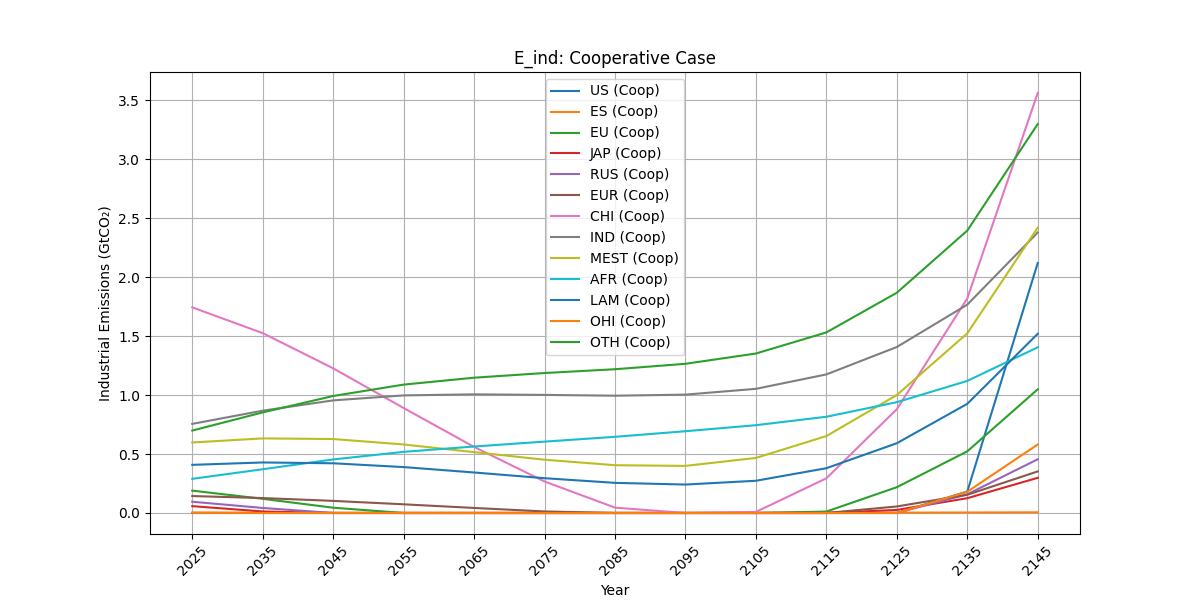 E_ind: Cooperative Case
3.5
3.0
2.5
2.0
1.5
1.0
0.5
0.0
Industrial Emissions (GtCO₂)
US (Coop)
ES (Coop)
EU (Coop)
JAP (Coop)
RUS (Coop)
EUR (Coop)
CHI (Coop)
IND (Coop)
MEST (Coop)
AFR (Coop)
LAM (Coop)
OHI (Coop)
OTH (Coop)
2025 2035 2045 2055 2065 2075 2085 2095 2105 2115 2125 2135 2145
Year